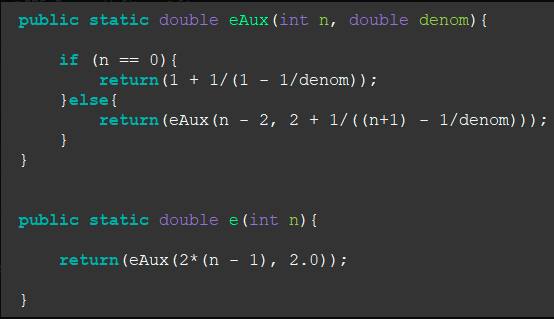 public static double eAux(int n, double denom){
if (n == 0){
return(1 + 1/(1 - 1/denom));
}else{
return(eAux(n - 2, 2 + 1/((n+1) - 1/denom)));
}
}
public static double e(int n){
return(eAux(2*(n - 1), 2.0));
}